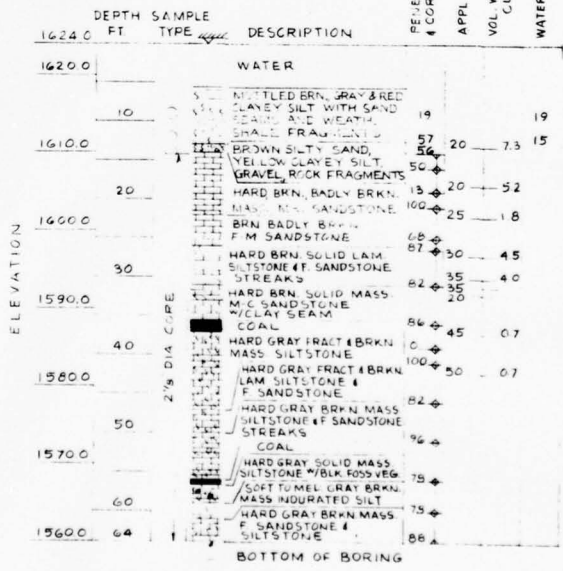 DEPTH SAMPLE
FT TYPE DESCRIPTION
1624.0
1620.0 WATER
MOTTLED BRN, GRAY & RED
10 CLAYEY SILT WITH SAND 19 19
SEAMS AND WEATH.
SHALE FRAGMENTS 57 15
1610.0 BROWN SILTY SAND, 56 20 7.3
YELLOW CLAYEY SILT,
GRAVEL, ROCK FRAGMENTS 50
20 HARD, BRN, BADLY BRKN. 13 20 5.2
SANDSTONE 100 25 1.8
1600.0 BRN BADLY BRKN
F-M SANDSTONE 68
HARD BRN. SOLID LAM. 87 30 4.5
30 SILTSTONE & F. SANDSTONE
STREAKS 82 35 4.0
35
HARD BRN. SOLID MASS. 20
1590.0 M-C SANDSTONE
W/CLAY SEAM
COAL 86 45 0.7
40 HARD GRAY FRACT & BRKN 0
MASS. SILTSTONE 100
HARD GRAY FRACT & BRKN 50 0.7
1580.0 LAM SILTSTONE &
F. SANDSTONE 82
HARD GRAY BRKN MASS
50 SILTSTONE & F SANDSTONE
STREAKS 96
1570.0 COAL
HARD GRAY SOLID MASS.
SILTSTONE W/BLK FOSS VEG. 78
60 SOFT TO MED. GRAY BRKN.
MASS INDURATED SILT 73
HARD GRAY BRKN MASS.
F. SANDSTONE &
1560.0 64 SILTSTONE 88
BOTTOM OF BORING
ELEVATION
2 1/8 DIA CORE
& COR
APPL
VOL. W
WATER